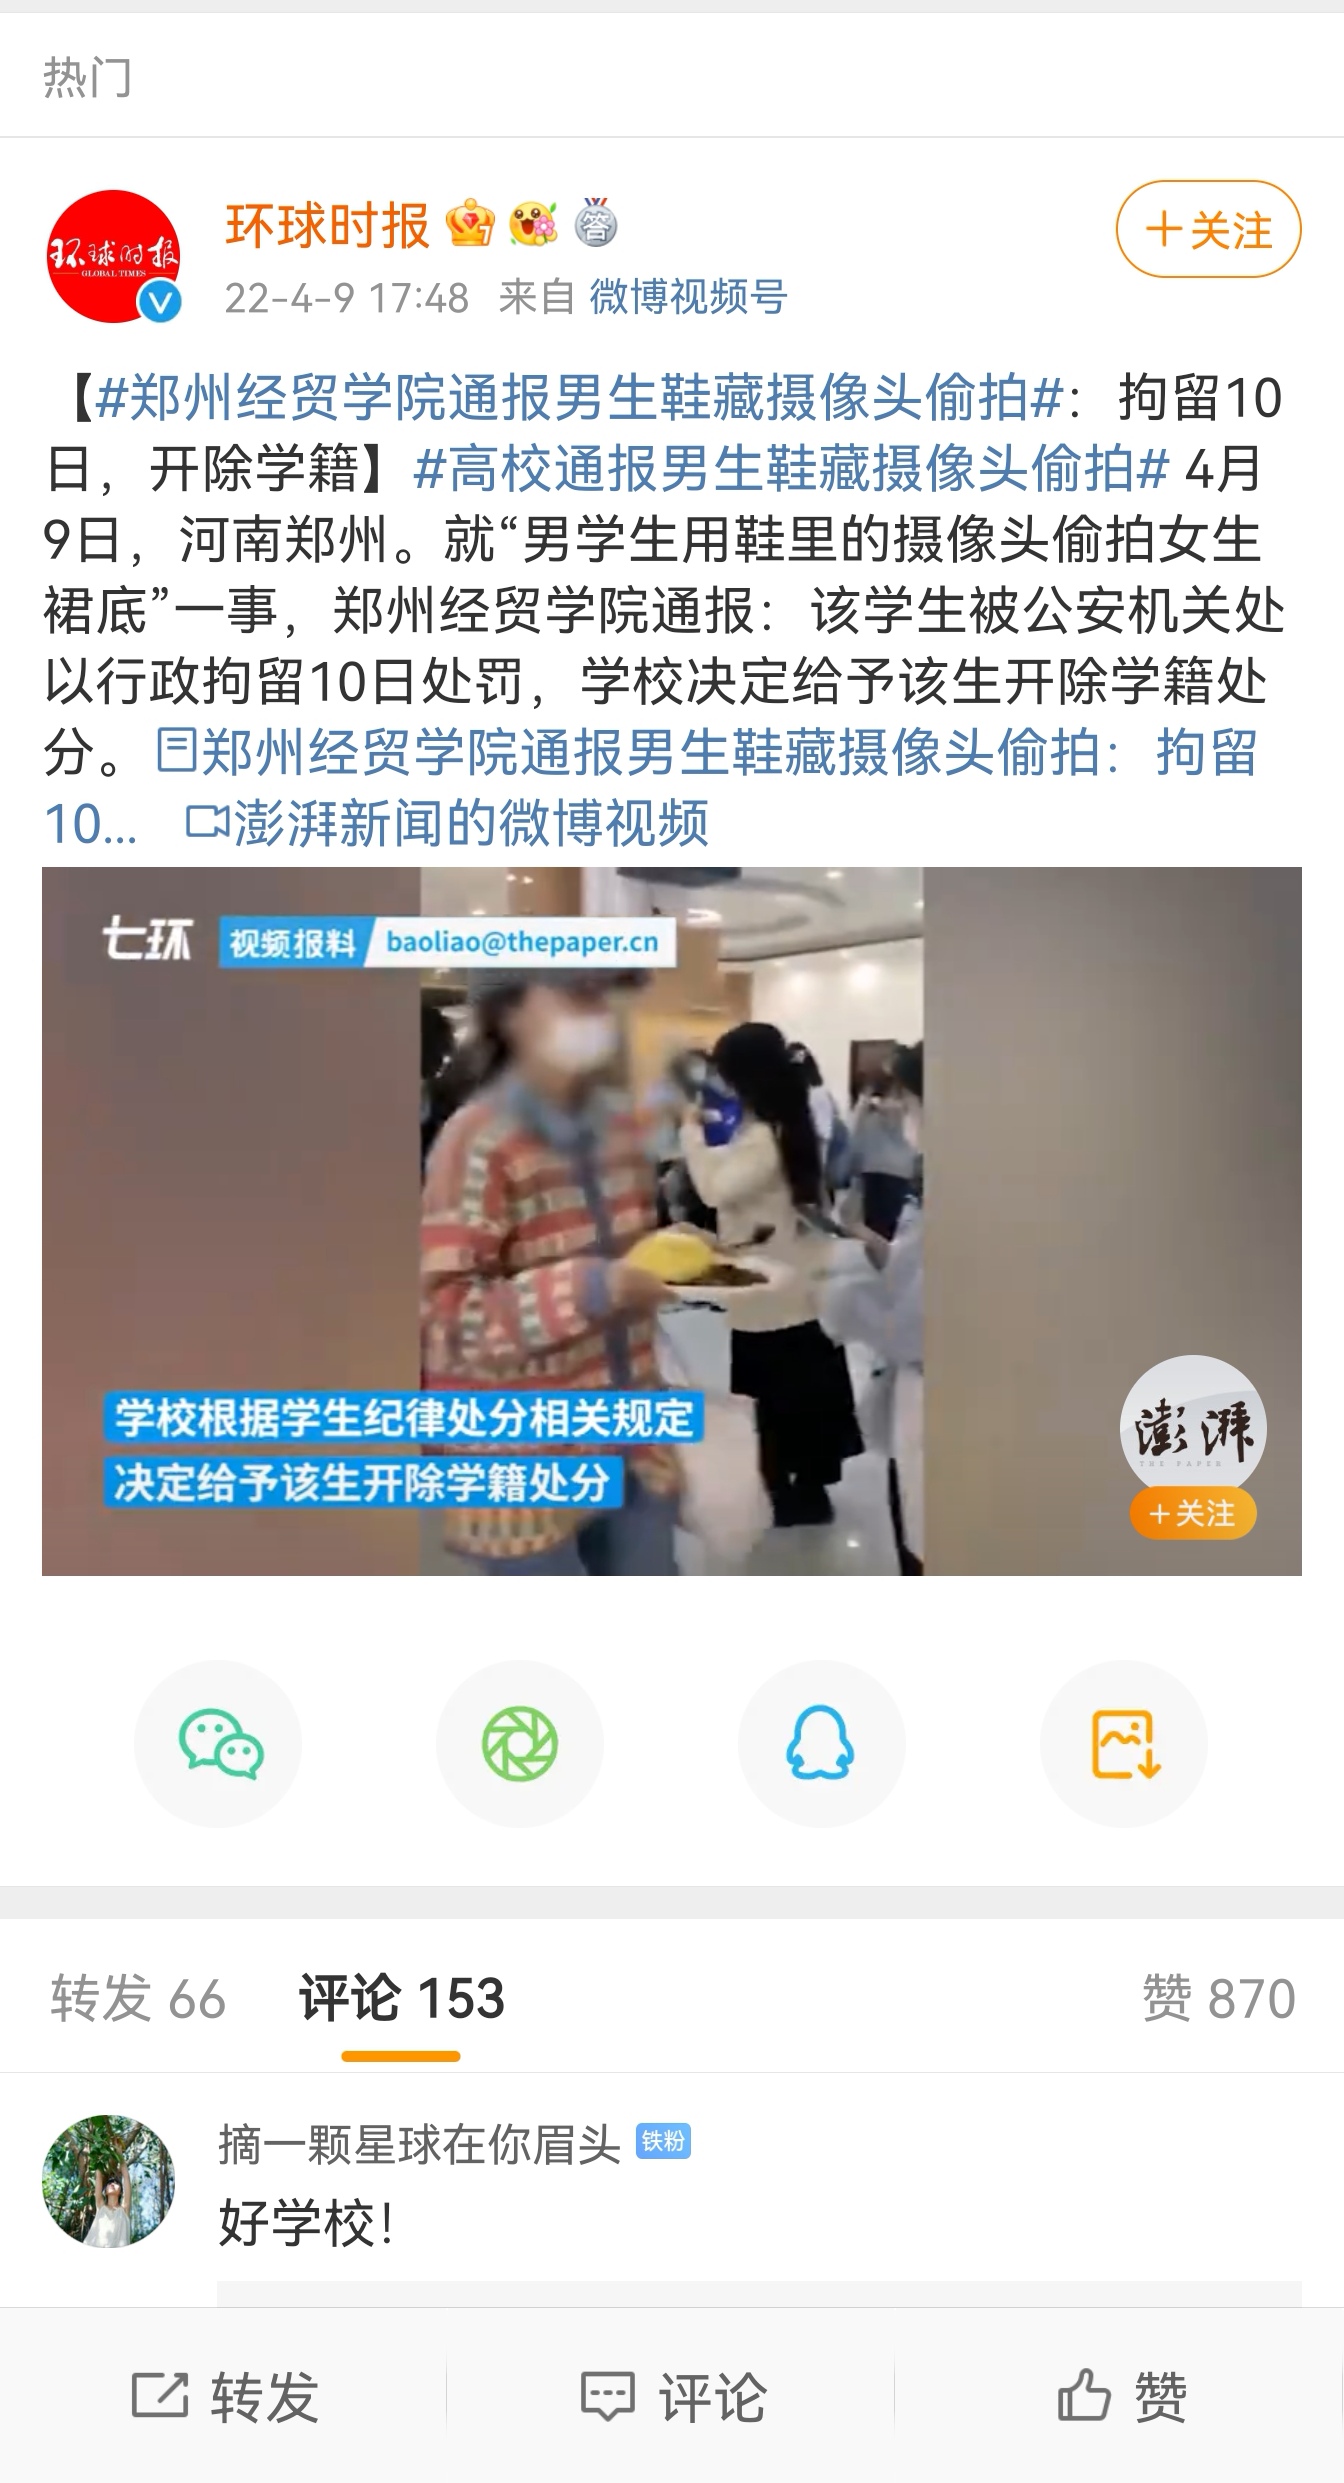 热门
环球时报
GLOBAL TIMES
环球时报
答
+关注
22-4-9 17:48 来自 微博视频号
【#郑州经贸学院通报男生鞋藏摄像头偷拍#：拘留10
日，开除学籍】#高校通报男生鞋藏摄像头偷拍# 4月
9日，河南郑州。就“男学生用鞋里的摄像头偷拍女生
裙底”一事，郑州经贸学院通报：该学生被公安机关处
以行政拘留10日处罚，学校决定给予该生开除学籍处
分。郑州经贸学院通报男生鞋藏摄像头偷拍：拘留
10... 澎湃新闻的微博视频
七环 视频报料 baoliao@thepaper.cn
学校根据学生纪律处分相关规定
决定给予该生开除学籍处分
澎湃
THE PAPER
+关注
转发 66 评论 153 赞 870
摘一颗星球在你眉头 铁粉
好学校！
转发 评论 赞